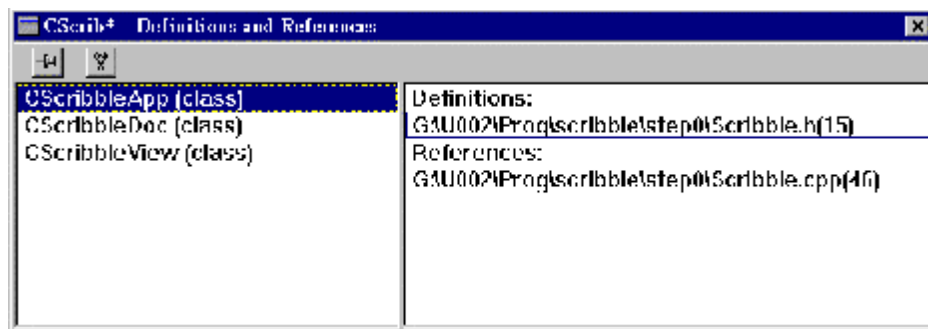 CScrib* Definitions and References
CScribbleApp (class)
CScribbleDoc (class)
CScribbleView (class)
Definitions:
G:\U002\Prog\scribble\step0\Scribble.h(15)
References:
G:\U002\Prog\scribble\step0\Scribble.cpp(46)